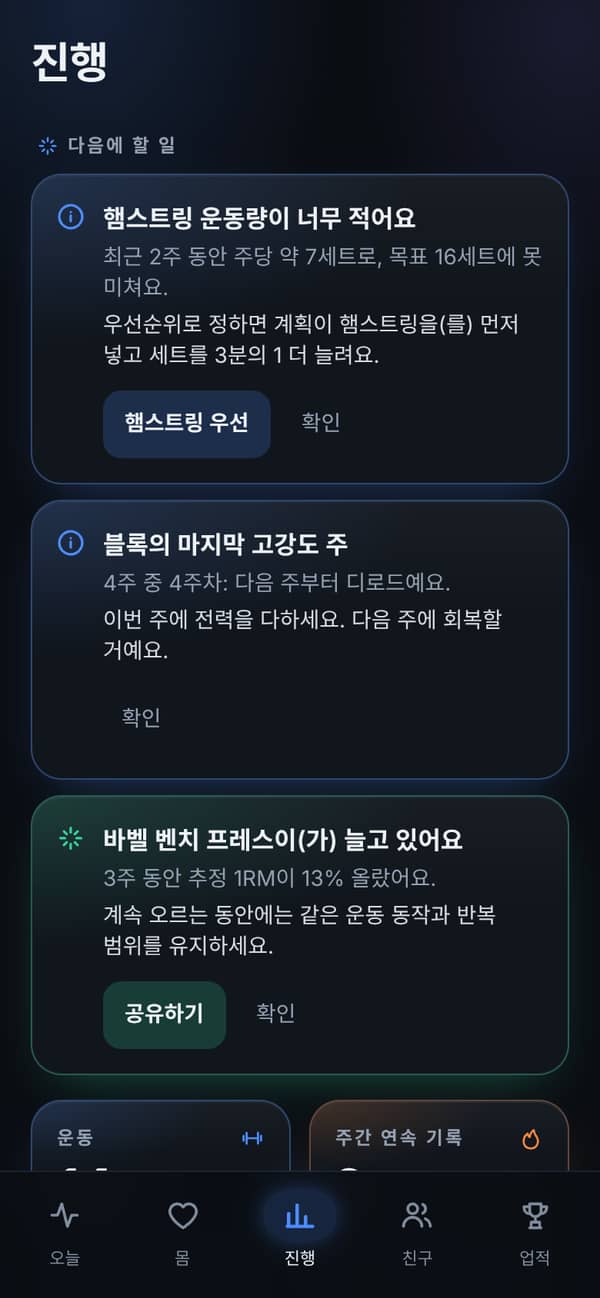 진행
다음에 할 일
햄스트링 운동량이 너무 적어요
최근 2주 동안 주당 약 7세트로, 목표 16세트에 못
미쳐요.
우선순위로 정하면 계획이 햄스트링을(를) 먼저
넣고 세트를 3분의 1 더 늘려요.
햄스트링 우선
확인
블록의 마지막 고강도 주
4주 중 4주차: 다음 주부터 디로드예요.
이번 주에 전력을 다하세요. 다음 주에 회복할
거예요.
확인
바벨 벤치 프레스이(가) 늘고 있어요
3주 동안 추정 1RM이 13% 올랐어요.
계속 오르는 동안에는 같은 운동 동작과 반복
범위를 유지하세요.
공유하기
확인
운동
주간 연속 기록
오늘
몸
진행
친구
업적